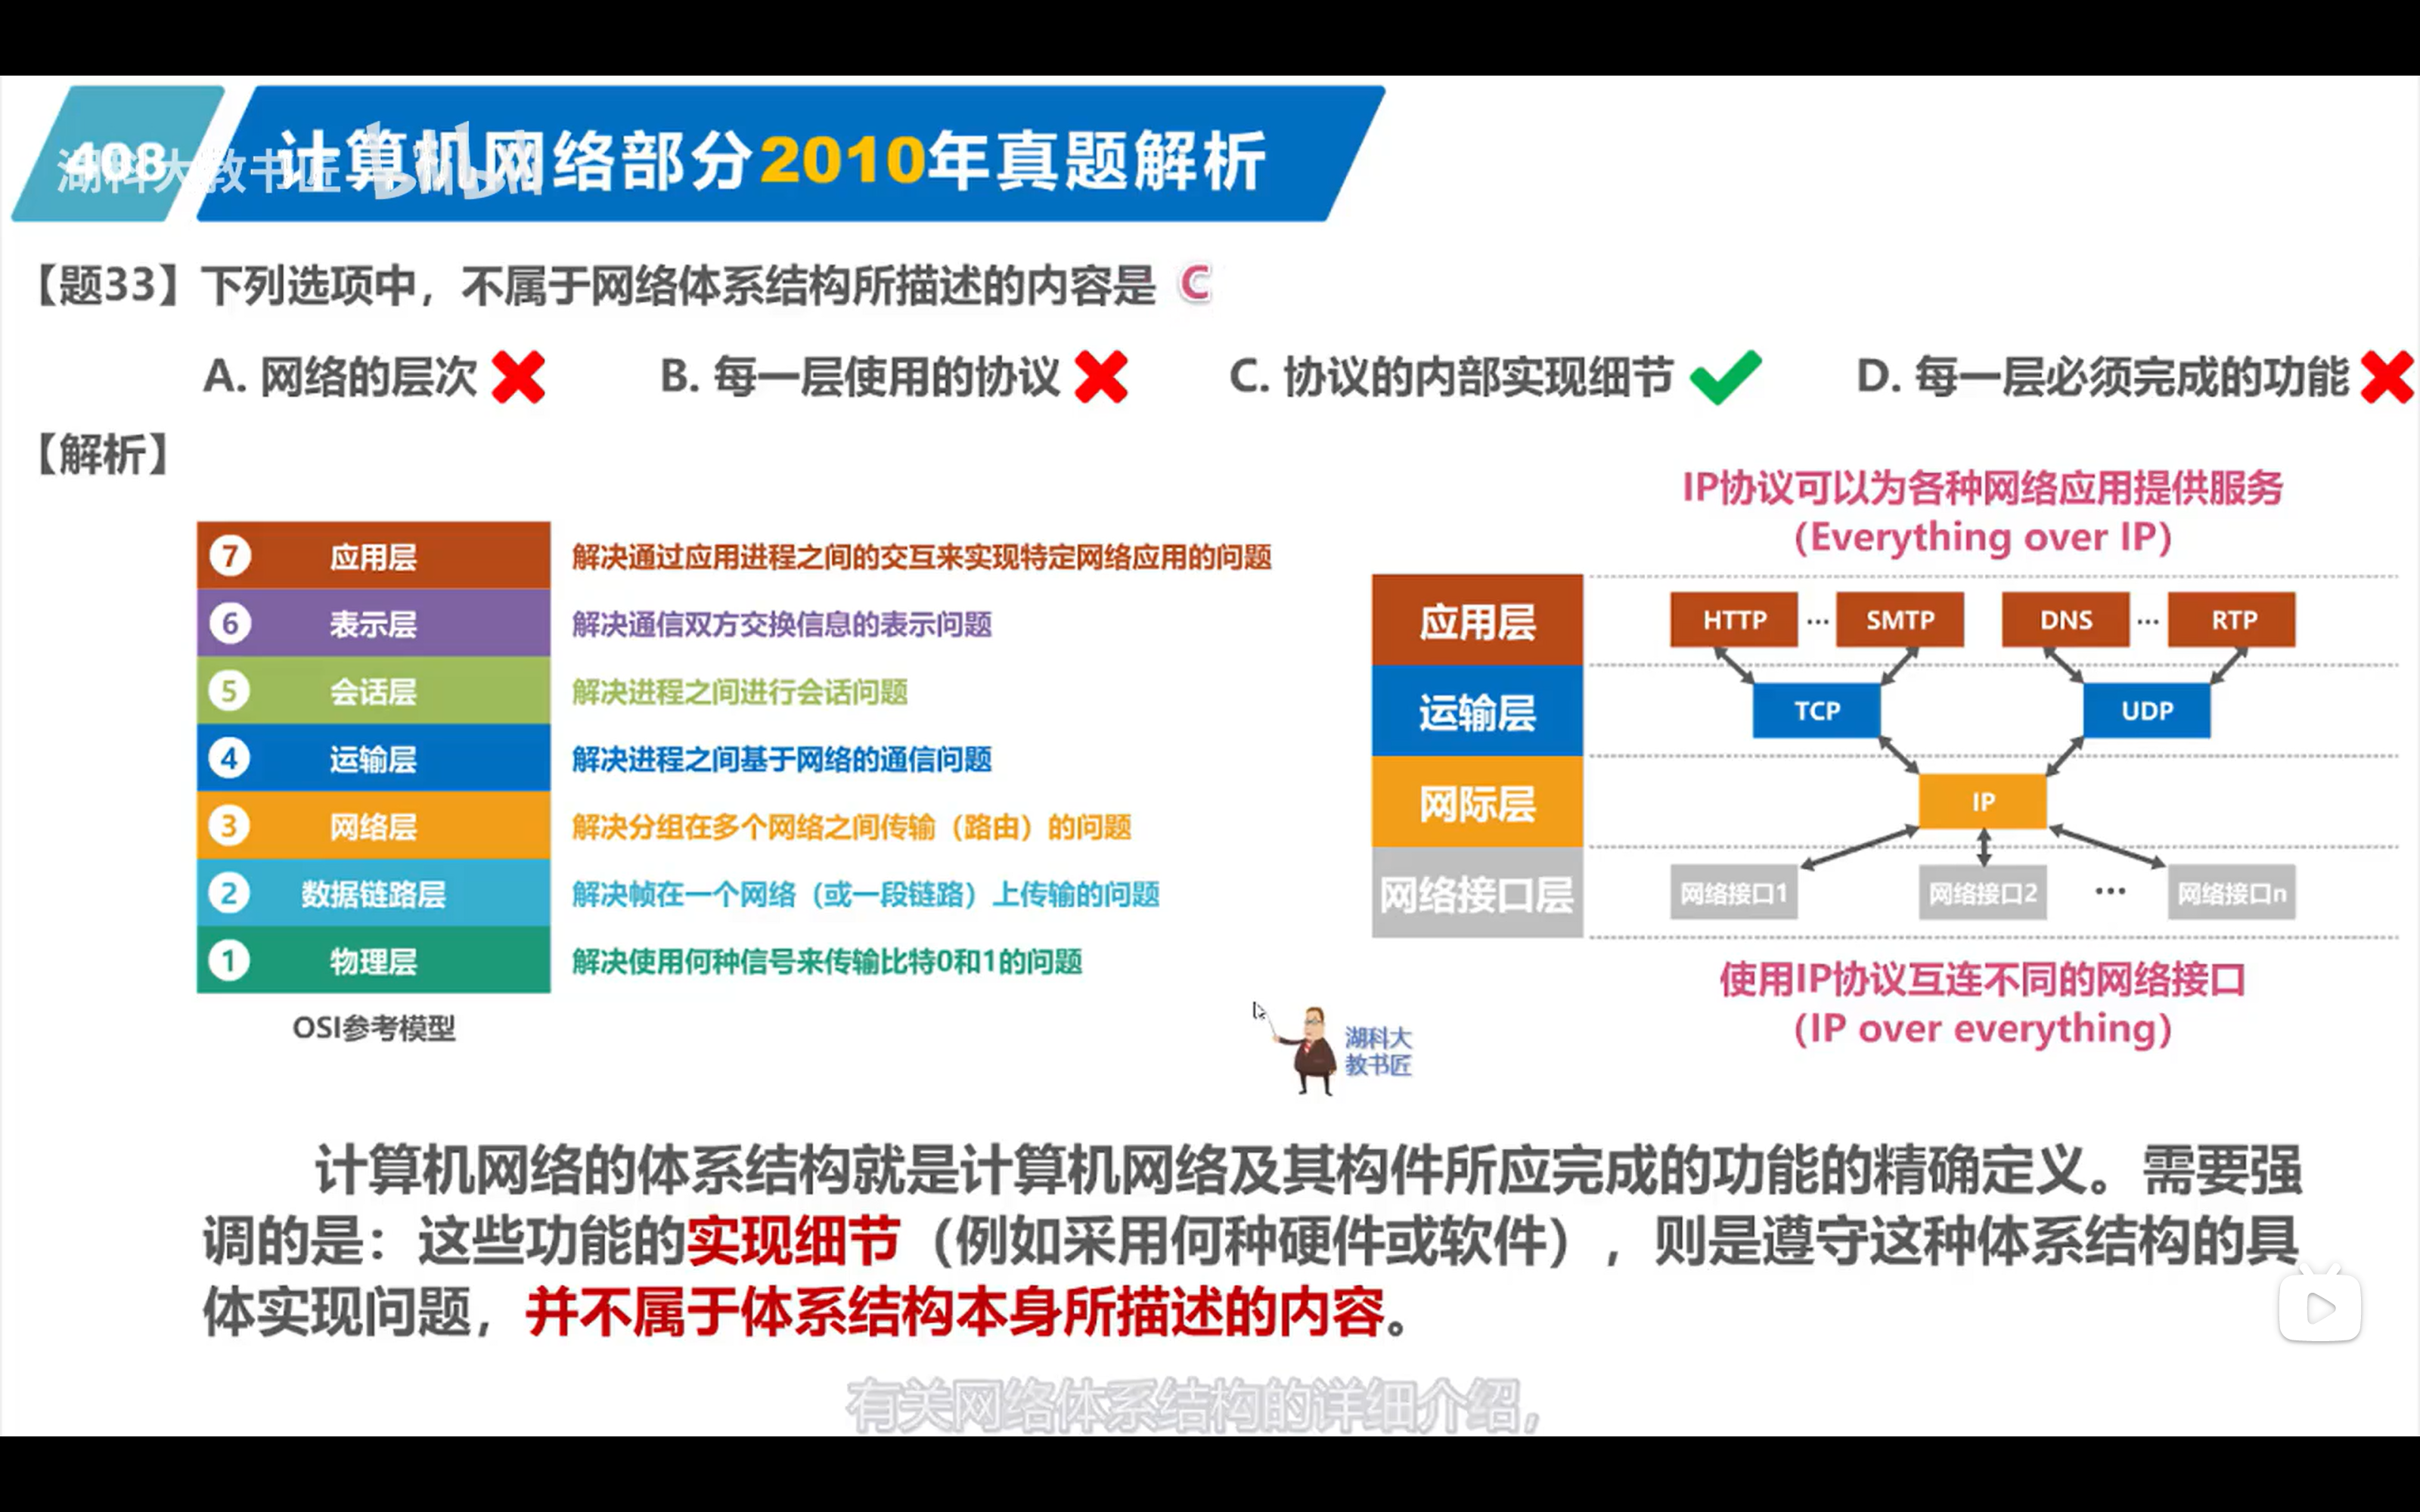 408 计算机网络部分2010年真题解析
湖科大教书匠 bilibili
【题33】下列选项中，不属于网络体系结构所描述的内容是 C
A. 网络的层次 B. 每一层使用的协议 C. 协议的内部实现细节 D. 每一层必须完成的功能
【解析】
7 应用层 解决通过应用进程之间的交互来实现特定网络应用的问题
6 表示层 解决通信双方交换信息的表示问题
5 会话层 解决进程之间进行会话问题
4 运输层 解决进程之间基于网络的通信问题
3 网络层 解决分组在多个网络之间传输（路由）的问题
2 数据链路层 解决帧在一个网络（或一段链路）上传输的问题
1 物理层 解决使用何种信号来传输比特0和1的问题
OSI参考模型
IP协议可以为各种网络应用提供服务
(Everything over IP)
应用层 HTTP ... SMTP DNS ... RTP
运输层 TCP UDP
网际层 IP
网络接口层 网络接口1 网络接口2 ... 网络接口n
使用IP协议互连不同的网络接口
(IP over everything)
湖科大
教书匠
计算机网络的体系结构就是计算机网络及其构件所应完成的功能的精确定义。需要强
调的是：这些功能的实现细节（例如采用何种硬件或软件），则是遵守这种体系结构的具
体实现问题，并不属于体系结构本身所描述的内容。
有关网络体系结构的详细介绍，